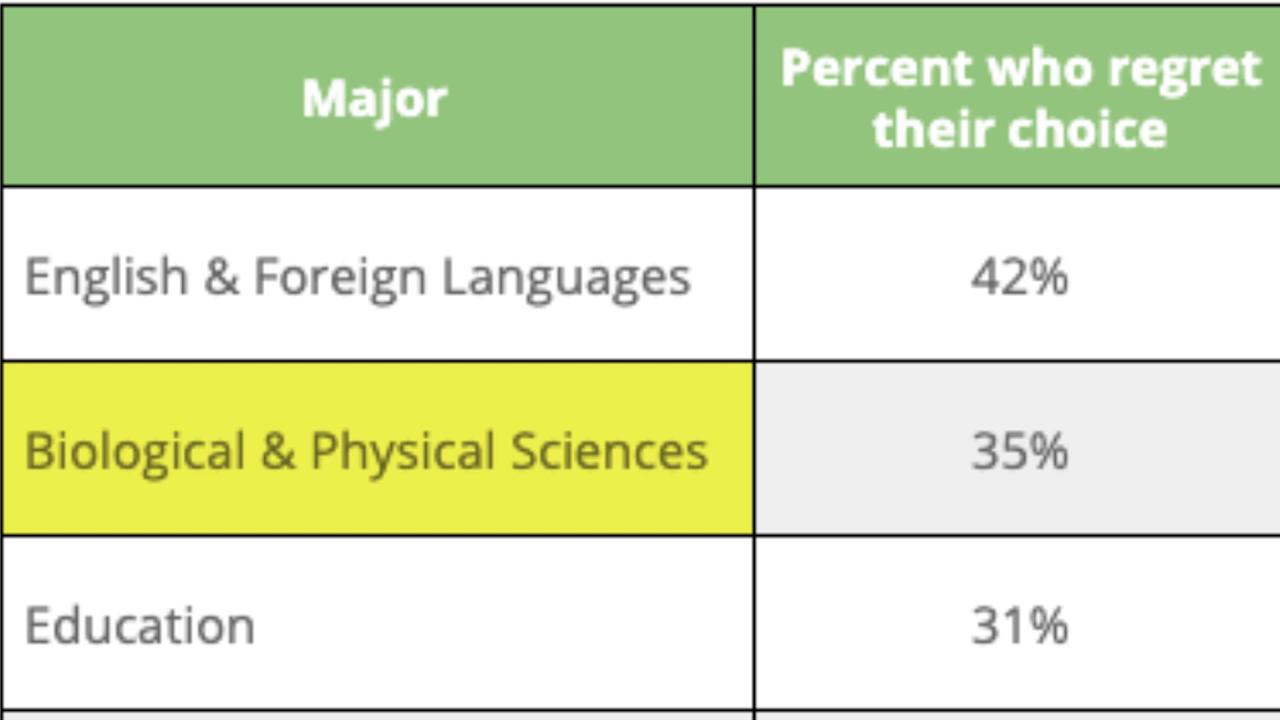 Major
Percent who regret
their choice
English & Foreign Languages
42%
Biological & Physical Sciences
35%
Education
31%